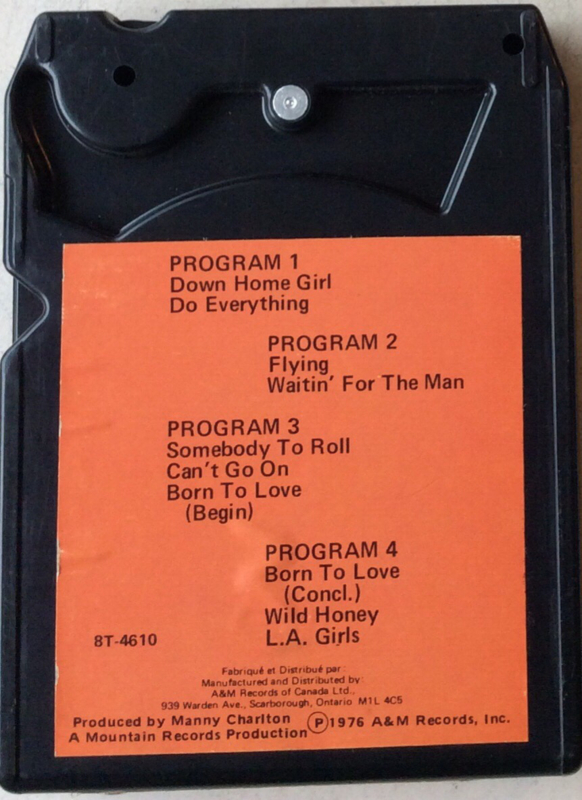 PROGRAM 1
Down Home Girl
Do Everything
PROGRAM 2
Flying
Waitin' For The Man
PROGRAM 3
Somebody To Roll
Can't Go On
Born To Love
(Begin)
PROGRAM 4
Born To Love
(Concl.)
Wild Honey
L.A. Girls
8T-4610
Fabriqué et Distribué par:
Manufactured and Distributed by:
A&M Records of Canada Ltd.,
939 Warden Ave., Scarborough, Ontario M1L 4C5
Produced by Manny Charlton ℗1976 A&M Records, Inc.
A Mountain Records Production